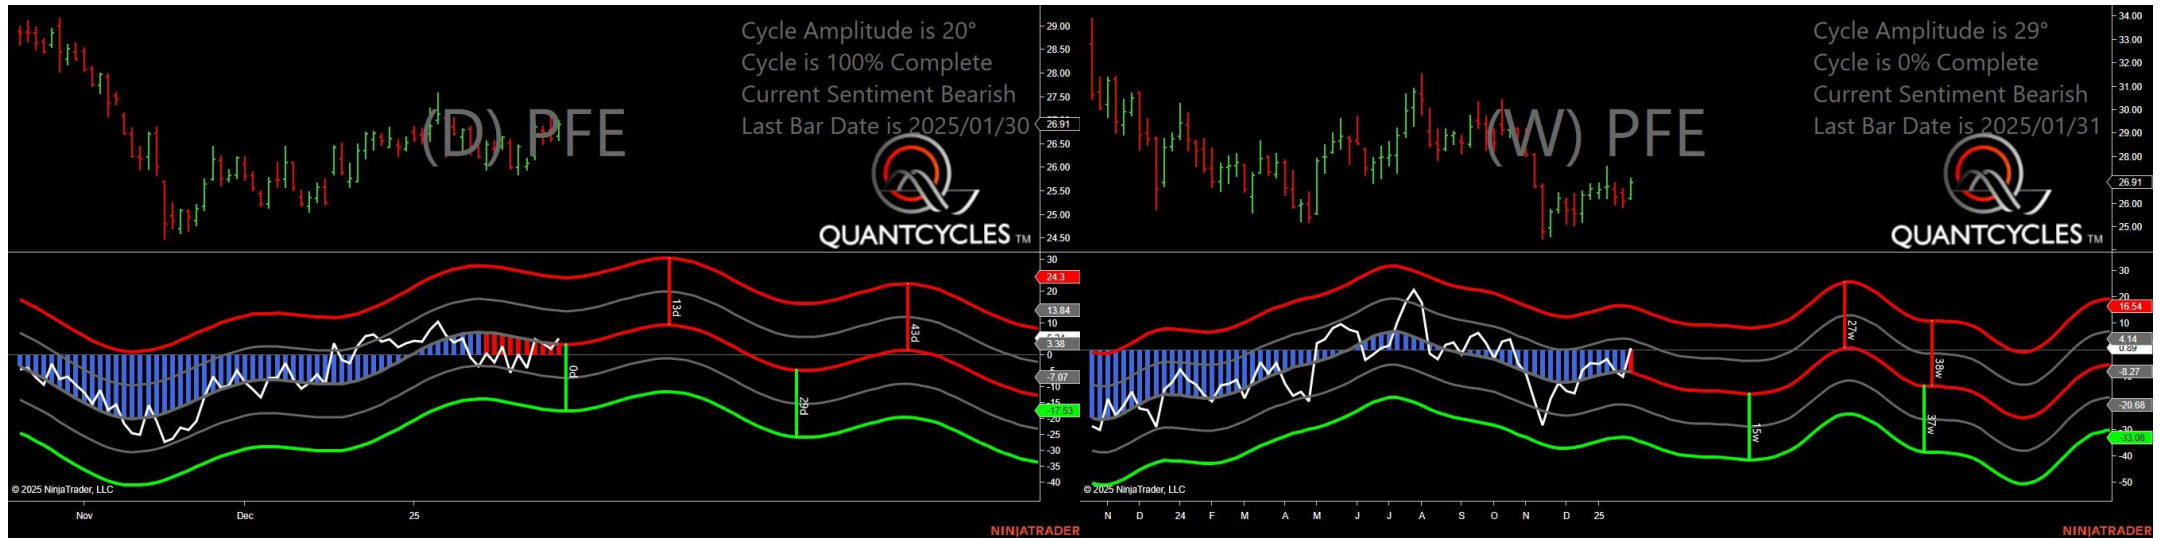 Cycle Amplitude is 20°
Cycle is 100% Complete
Current Sentiment Bearish
Last Bar Date is 2025/01/30
(D) PFE
QUANTCYCLES TM
29.00
28.50
28.00
27.50
26.91
26.50
26.00
25.50
25.00
24.50
30
24.3
20
13.84
10
3.38
0
-7.07
-10
-15
-17.53
-20
-25
-30
-35
-40
13d
43d
0d
29d
© 2025 NinjaTrader, LLC
Nov
Dec
25
NINJATRADER
Cycle Amplitude is 29°
Cycle is 0% Complete
Current Sentiment Bearish
Last Bar Date is 2025/01/31
(W) PFE
QUANTCYCLES TM
34.00
33.00
32.00
31.00
30.00
29.00
28.00
26.91
26.00
25.00
30
20
16.54
10
4.14
0.89
-8.27
-20.68
-30
-33.08
-40
-50
27w
38w
15w
37w
© 2025 NinjaTrader, LLC
N D 24 F M A M J J A S O N D 25
NINJATRADER